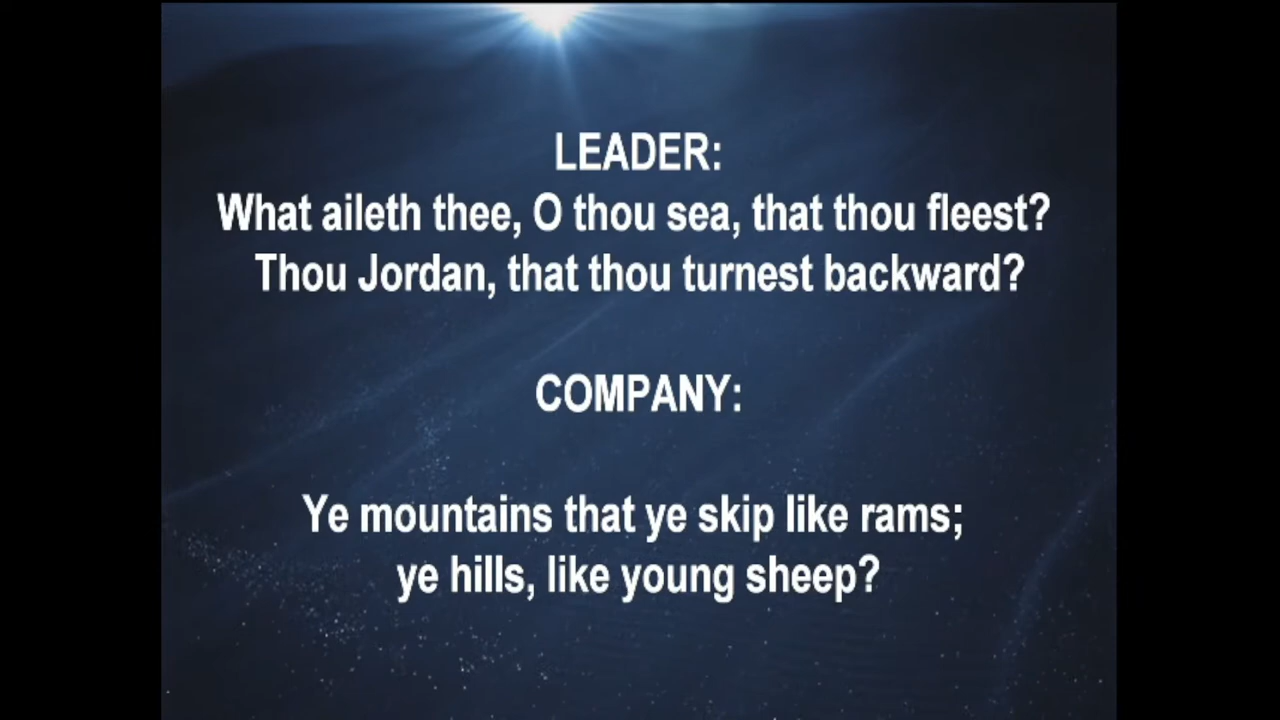 LEADER:
What aileth thee, O thou sea, that thou fleest?
Thou Jordan, that thou turnest backward?
COMPANY:
Ye mountains that ye skip like rams;
ye hills, like young sheep?